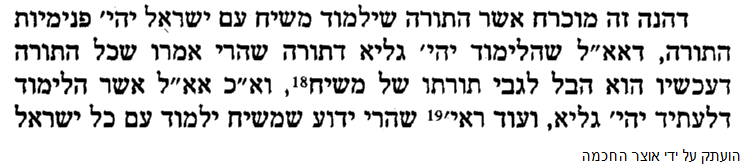 דהנה זה מוכרח אשר התורה שילמוד משיח עם ישראל יהי׳ פנימיות
התורה, דאא״ל שהלימוד יהי׳ גליא דתורה שהרי אמרו שכל התורה
דעכשיו הוא הבל לגבי תורתו של משיח18, וא״כ אא״ל אשר הלימוד
דלעתיד יהי׳ גליא, ועוד ראי׳19 שהרי ידוע שמשיח ילמוד עם כל ישראל
הועתק על ידי אוצר החכמה